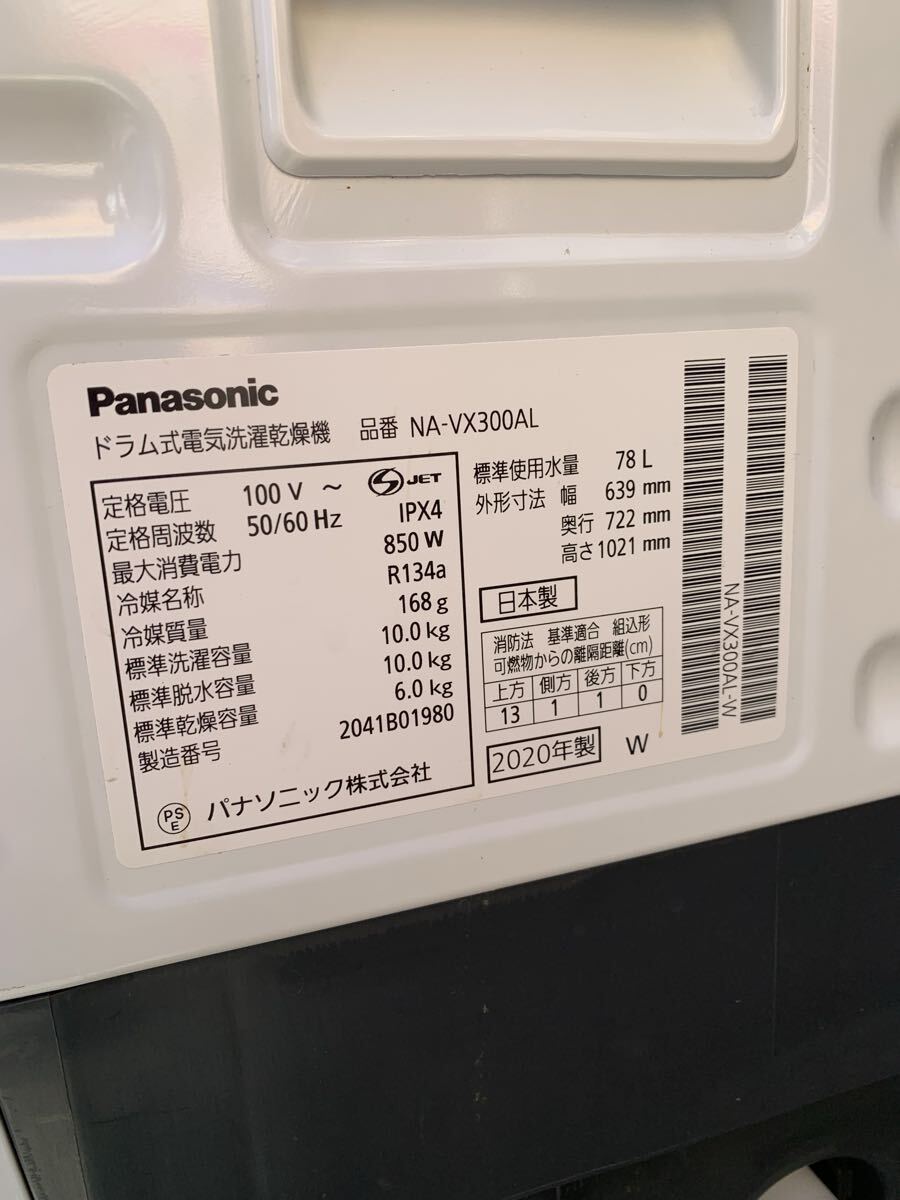 Panasonic
ドラム式電気洗濯乾燥機 品番 NA-VX300AL
定格電圧 100 V ~ JET
定格周波数 50/60 Hz IPX4
最大消費電力 850 W
冷媒名称 R134a
冷媒質量 168 g
標準洗濯容量 10.0 kg
標準脱水容量 10.0 kg
標準乾燥容量 6.0 kg
製造番号 2041B01980
PS
E
パナソニック株式会社
標準使用水量 78 L
外形寸法 幅 639 mm
奥行 722 mm
高さ 1021 mm
日本製
消防法 基準適合 組込形
可燃物からの離隔距離(cm)
上方 側方 後方 下方
13 1 1 0
2020年製 W
NA-VX300AL-W